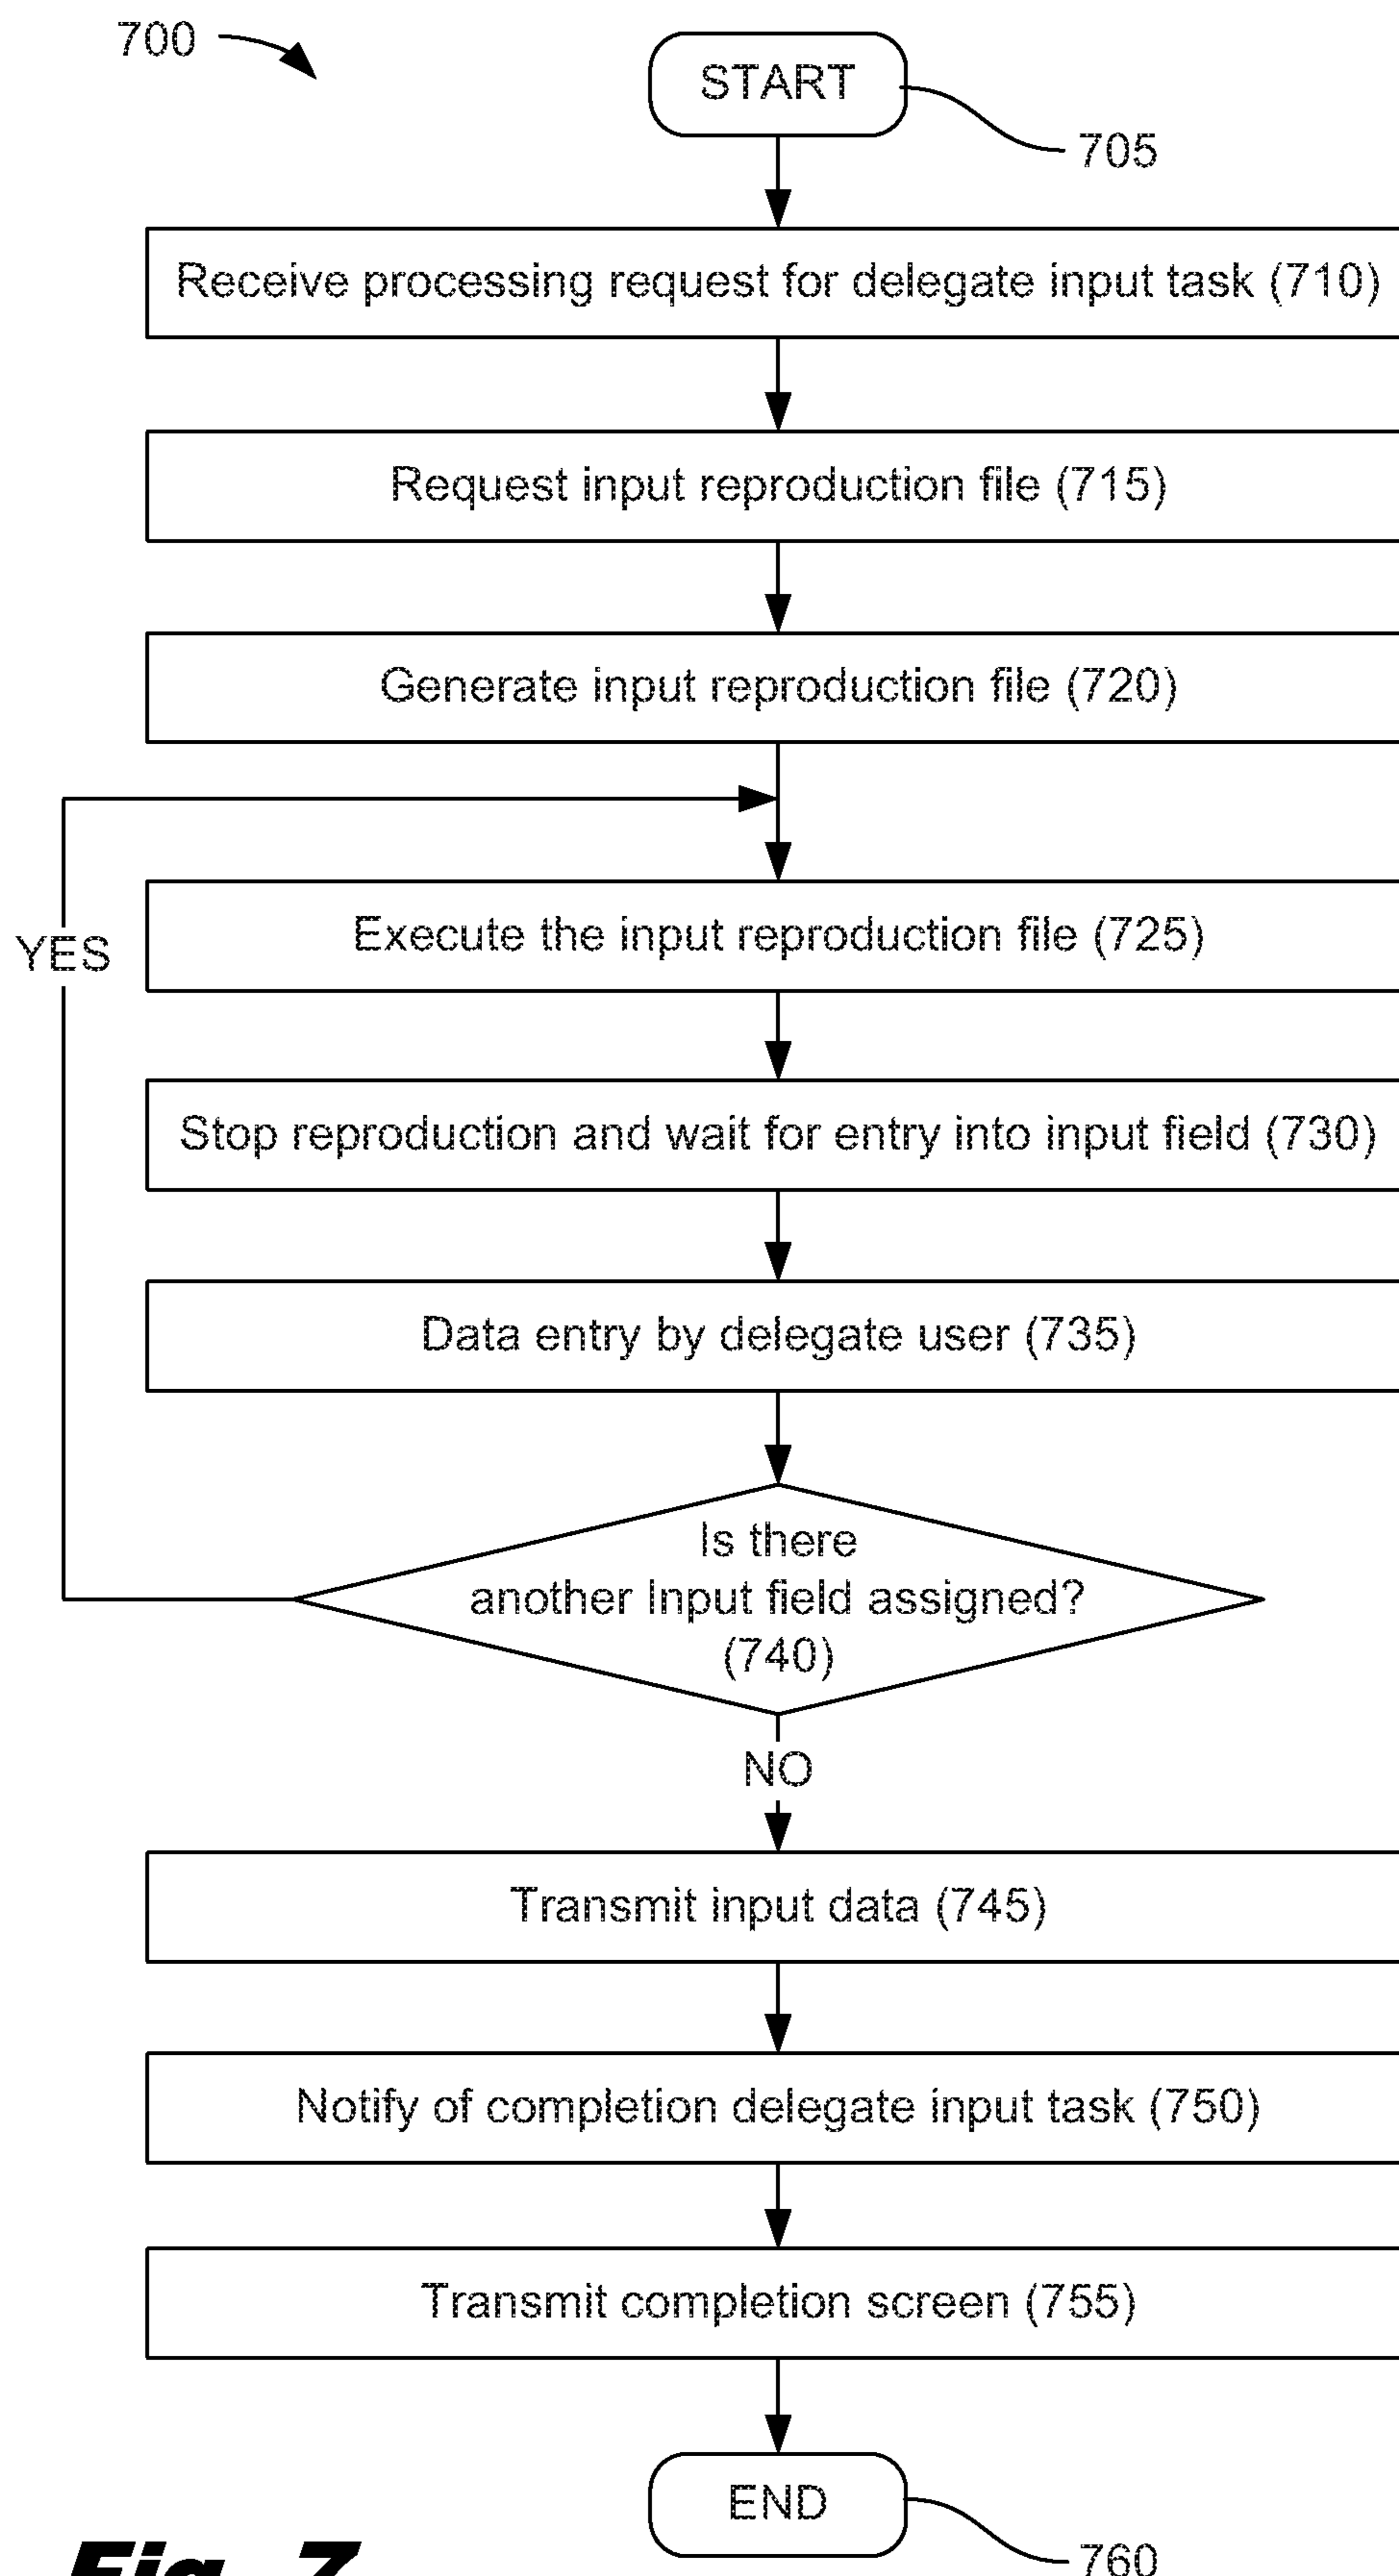 700
START
705
Receive processing request for delegate input task (710)
Request input reproduction file (715)
Generate input reproduction file (720)
YES
Execute the input reproduction file (725)
Stop reproduction and wait for entry into input field (730)
Data entry by delegate user (735)
Is there
another Input field assigned?
(740)
NO
Transmit input data (745)
Notify of completion delegate input task (750)
Transmit completion screen (755)
END
760
Fig. 7